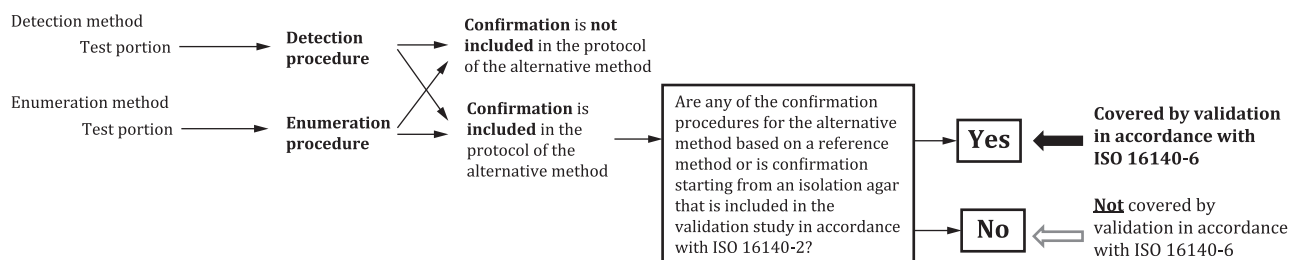 Detection method
Test portion
Detection
procedure
Confirmation is not
included in the protocol
of the alternative method
Enumeration method
Test portion
Enumeration
procedure
Confirmation is
included in the
protocol of the
alternative method
Are any of the confirmation
procedures for the alternative
method based on a reference
method or is confirmation
starting from an isolation agar
that is included in the
validation study in accordance
with ISO 16140-2?
Yes
Covered by validation
in accordance with
ISO 16140-6
No
Not covered by
validation in accordance
with ISO 16140-6